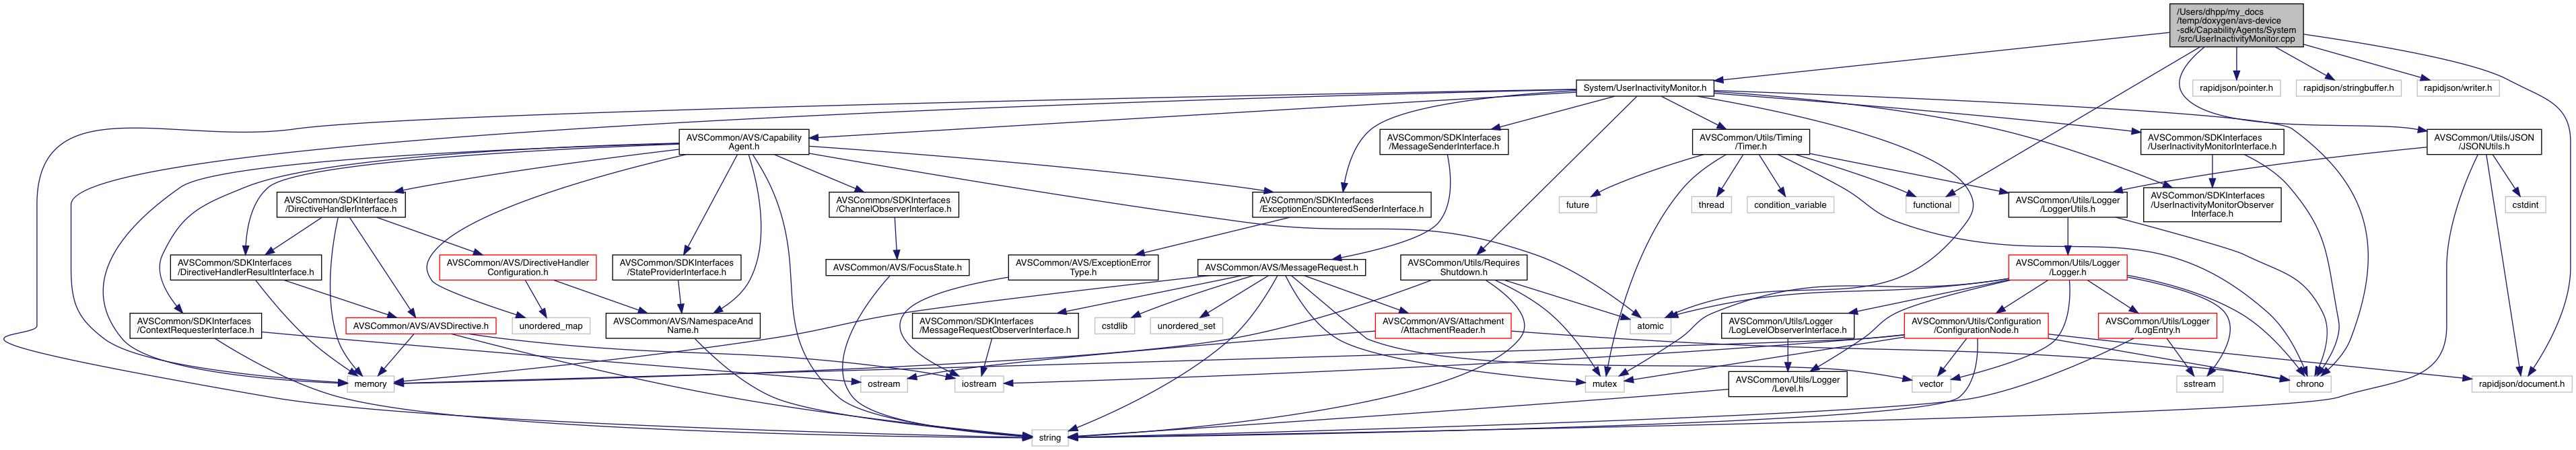 /Users/dhpp/my_docs
/temp/doxygen/avs-device
-sdk/CapabilityAgents/System
/src/UserInactivityMonitor.cpp
System/UserInactivityMonitor.h
rapidjson/pointer.h
rapidjson/stringbuffer.h
rapidjson/writer.h
AVSCommon/AVS/Capability
Agent.h
AVSCommon/SDKInterfaces
/MessageSenderInterface.h
AVSCommon/Utils/Timing
/Timer.h
AVSCommon/SDKInterfaces
/UserInactivityMonitorInterface.h
AVSCommon/Utils/JSON
/JSONUtils.h
AVSCommon/SDKInterfaces
/DirectiveHandlerInterface.h
AVSCommon/SDKInterfaces
/ChannelObserverInterface.h
AVSCommon/SDKInterfaces
/ExceptionEncounteredSenderInterface.h
future
thread
condition_variable
functional
AVSCommon/Utils/Logger
/LoggerUtils.h
AVSCommon/SDKInterfaces
/UserInactivityMonitorObserver
Interface.h
cstdint
AVSCommon/SDKInterfaces
/DirectiveHandlerResultInterface.h
AVSCommon/AVS/DirectiveHandler
Configuration.h
AVSCommon/SDKInterfaces
/StateProviderInterface.h
AVSCommon/AVS/FocusState.h
AVSCommon/AVS/ExceptionError
Type.h
AVSCommon/AVS/MessageRequest.h
AVSCommon/Utils/Requires
Shutdown.h
AVSCommon/Utils/Logger
/Logger.h
AVSCommon/SDKInterfaces
/ContextRequesterInterface.h
AVSCommon/AVS/AVSDirective.h
unordered_map
AVSCommon/AVS/NamespaceAnd
Name.h
AVSCommon/SDKInterfaces
/MessageRequestObserverInterface.h
cstdlib
unordered_set
AVSCommon/AVS/Attachment
/AttachmentReader.h
atomic
AVSCommon/Utils/Logger
/LogLevelObserverInterface.h
AVSCommon/Utils/Configuration
/ConfigurationNode.h
AVSCommon/Utils/Logger
/LogEntry.h
memory
ostream
iostream
mutex
AVSCommon/Utils/Logger
/Level.h
vector
sstream
chrono
rapidjson/document.h
string